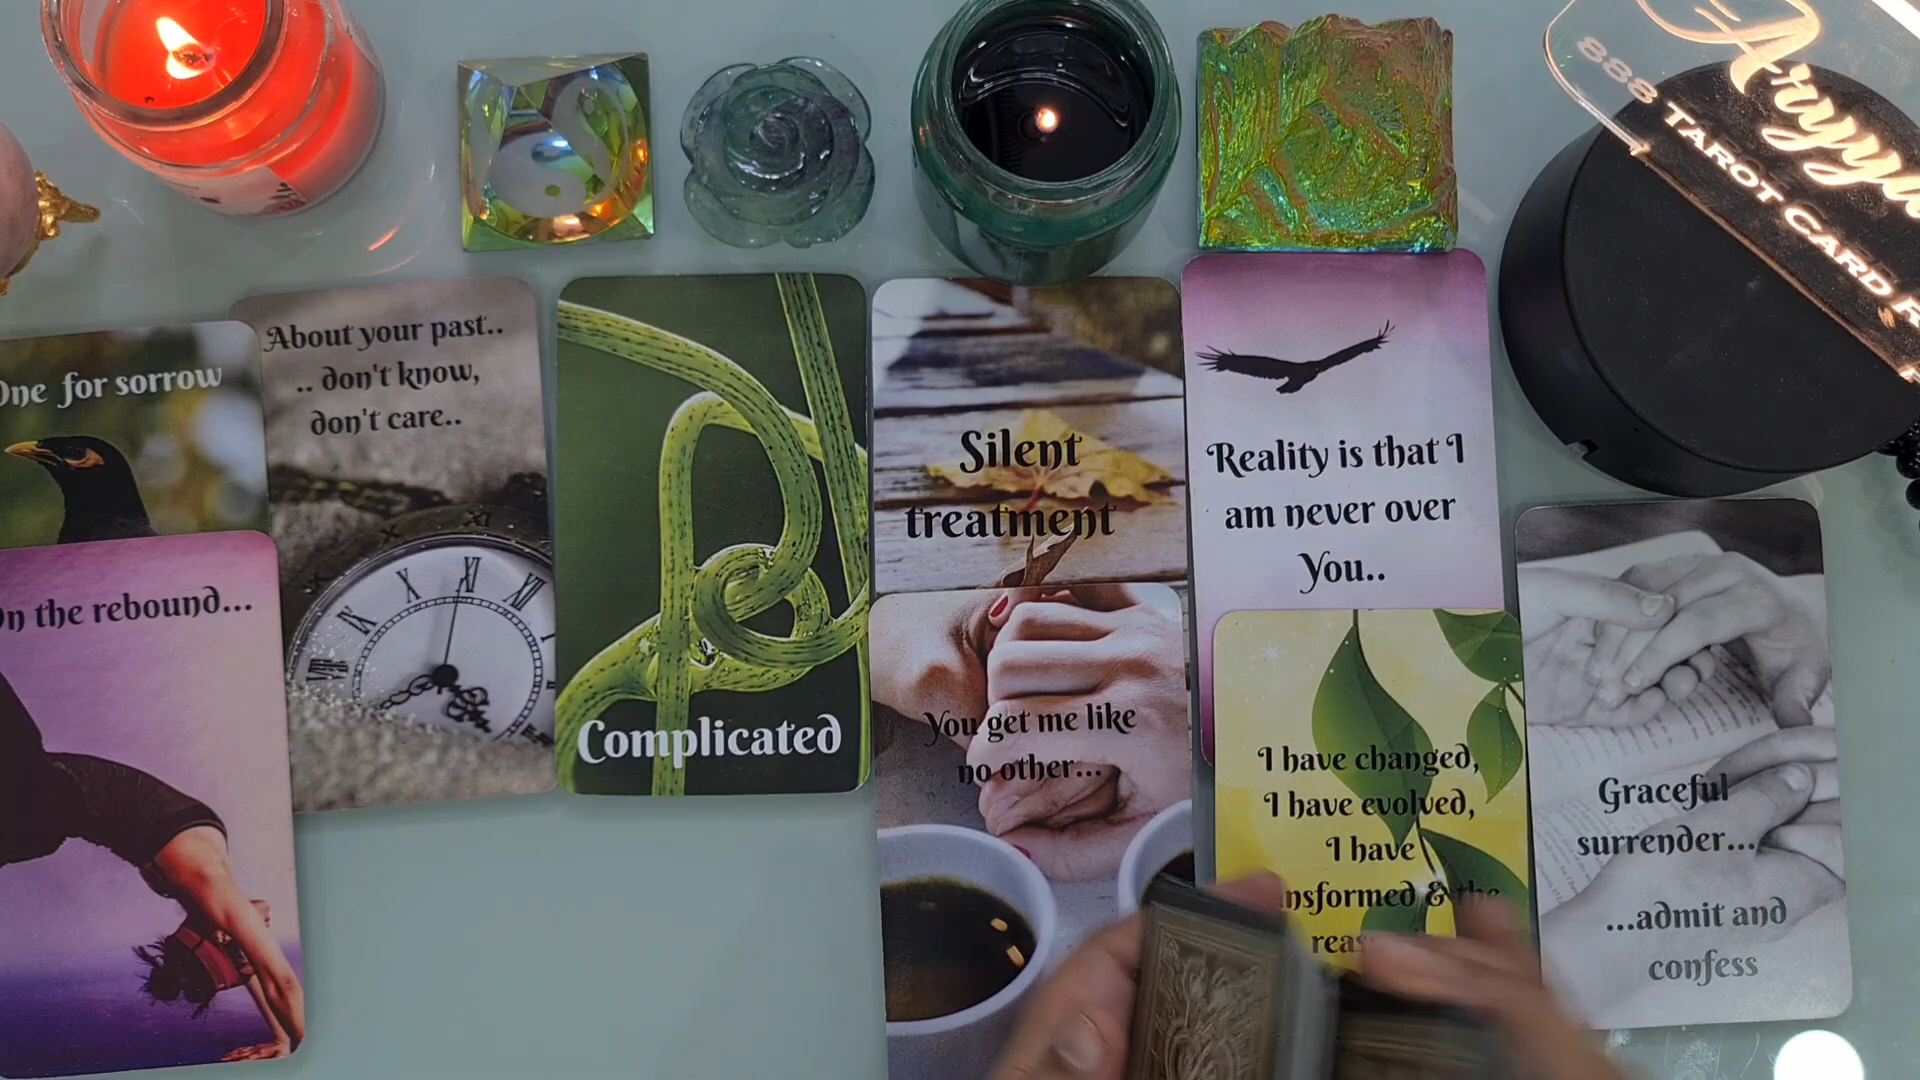 One for sorrow
On the rebound...
About your past..
.. don't know,
don't care..
Complicated
Silent
treatment
You get me like
no other...
Reality is that I
am never over
You..
I have changed,
I have evolved,
I have
& the
Graceful
surrender...
...admit and
confess
888 TAROT CARD